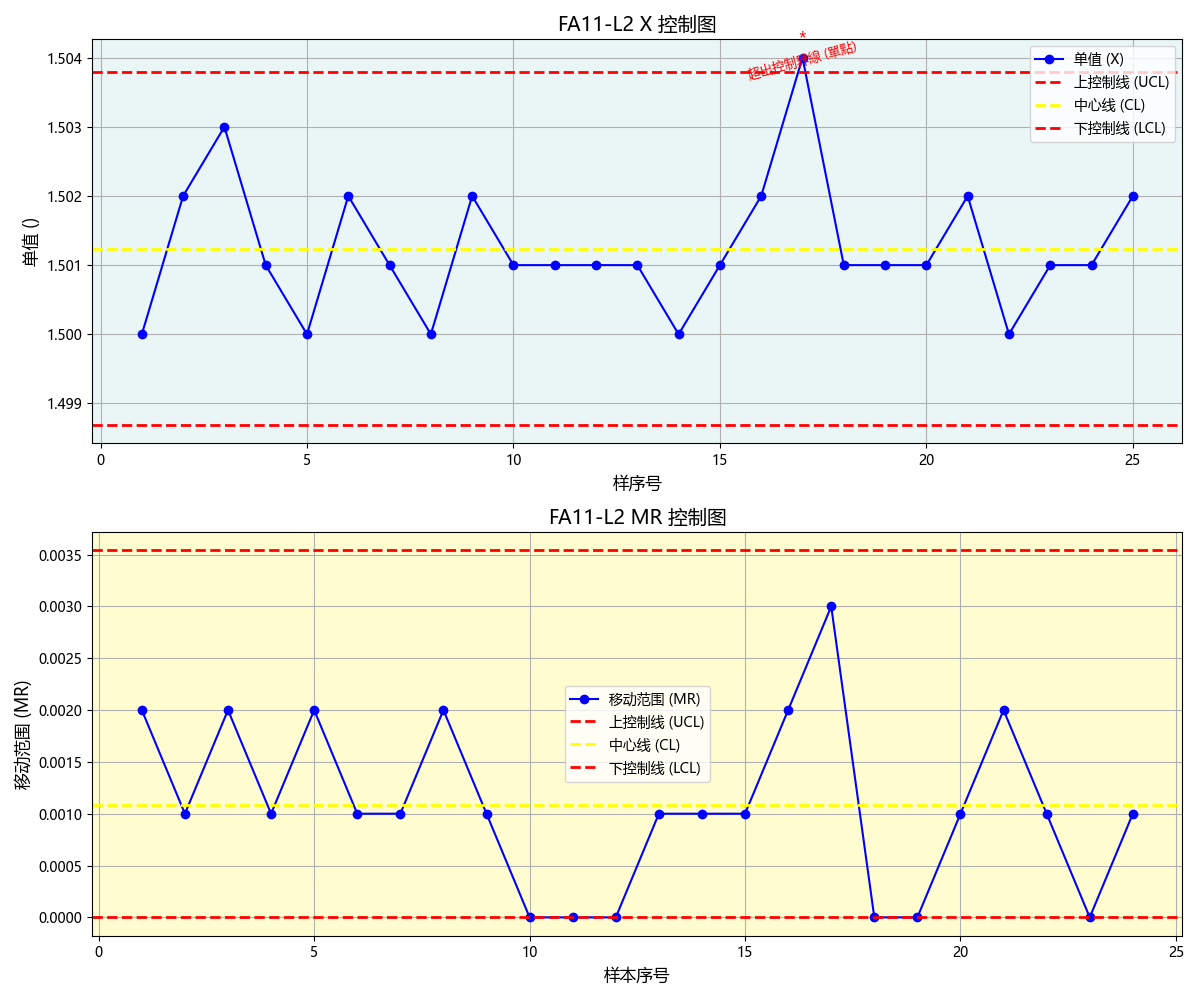 FA11-L2 X 控制图
*
超出控制界線 (單點)
单值 (X)
上控制线 (UCL)
中心线 (CL)
下控制线 (LCL)
单值 ()
1.504
1.503
1.502
1.501
1.500
1.499
0 5 10 15 20 25
样序号
FA11-L2 MR 控制图
移动范围 (MR)
0.0035
0.0030
0.0025
0.0020
0.0015
0.0010
0.0005
0.0000
移动范围 (MR)
上控制线 (UCL)
中心线 (CL)
下控制线 (LCL)
0 5 10 15 20 25
样本序号